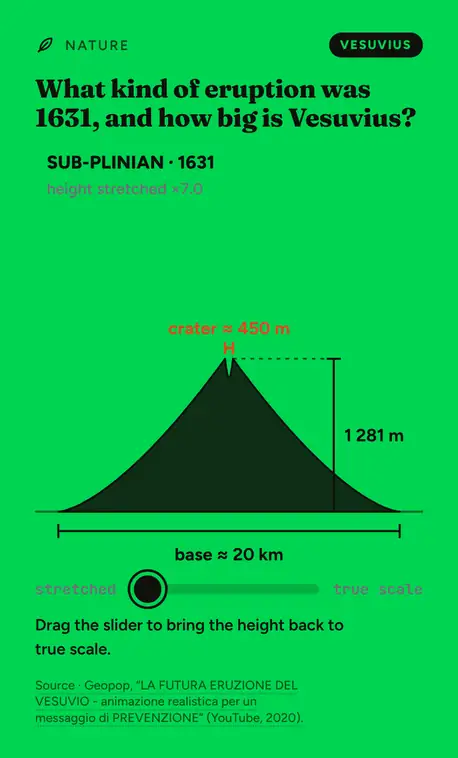 NATURE
VESUVIUS
What kind of eruption was
1631, and how big is Vesuvius?
SUB-PLINIAN · 1631
height stretched ×7.0
crater ≈ 450 m
1 281 m
base ≈ 20 km
stretched
true scale
Drag the slider to bring the height back to
true scale.
Source · Geopop, “LA FUTURA ERUZIONE DEL
VESUVIO - animazione realistica per un
messaggio di PREVENZIONE” (YouTube, 2020).